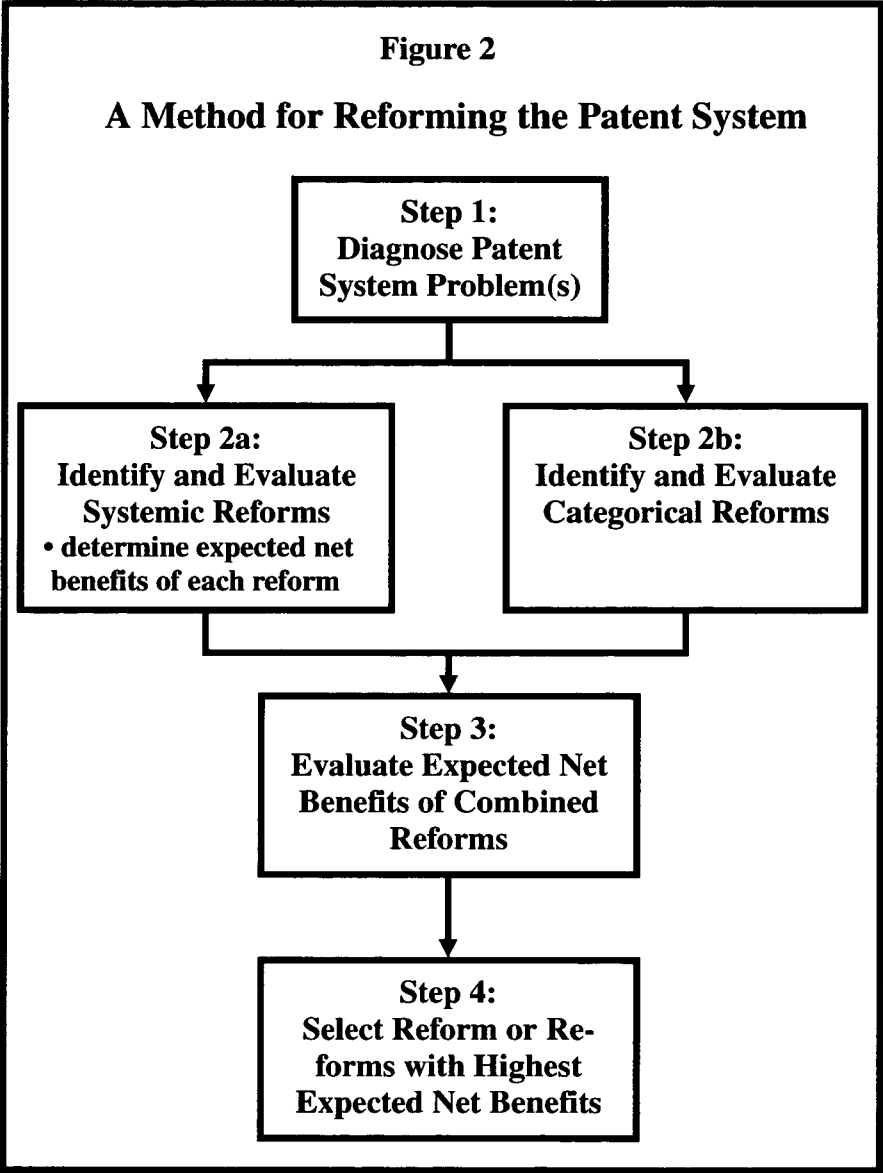 Figure 2
A Method for Reforming the Patent System
Step 1:
Diagnose Patent
System Problem(s)
Step 2a:
Identify and Evaluate
Systemic Reforms
• determine expected net
benefits of each reform
Step 2b:
Identify and Evaluate
Categorical Reforms
Step 3:
Evaluate Expected Net
Benefits of Combined
Reforms
Step 4:
Select Reform or Re-
forms with Highest
Expected Net Benefits